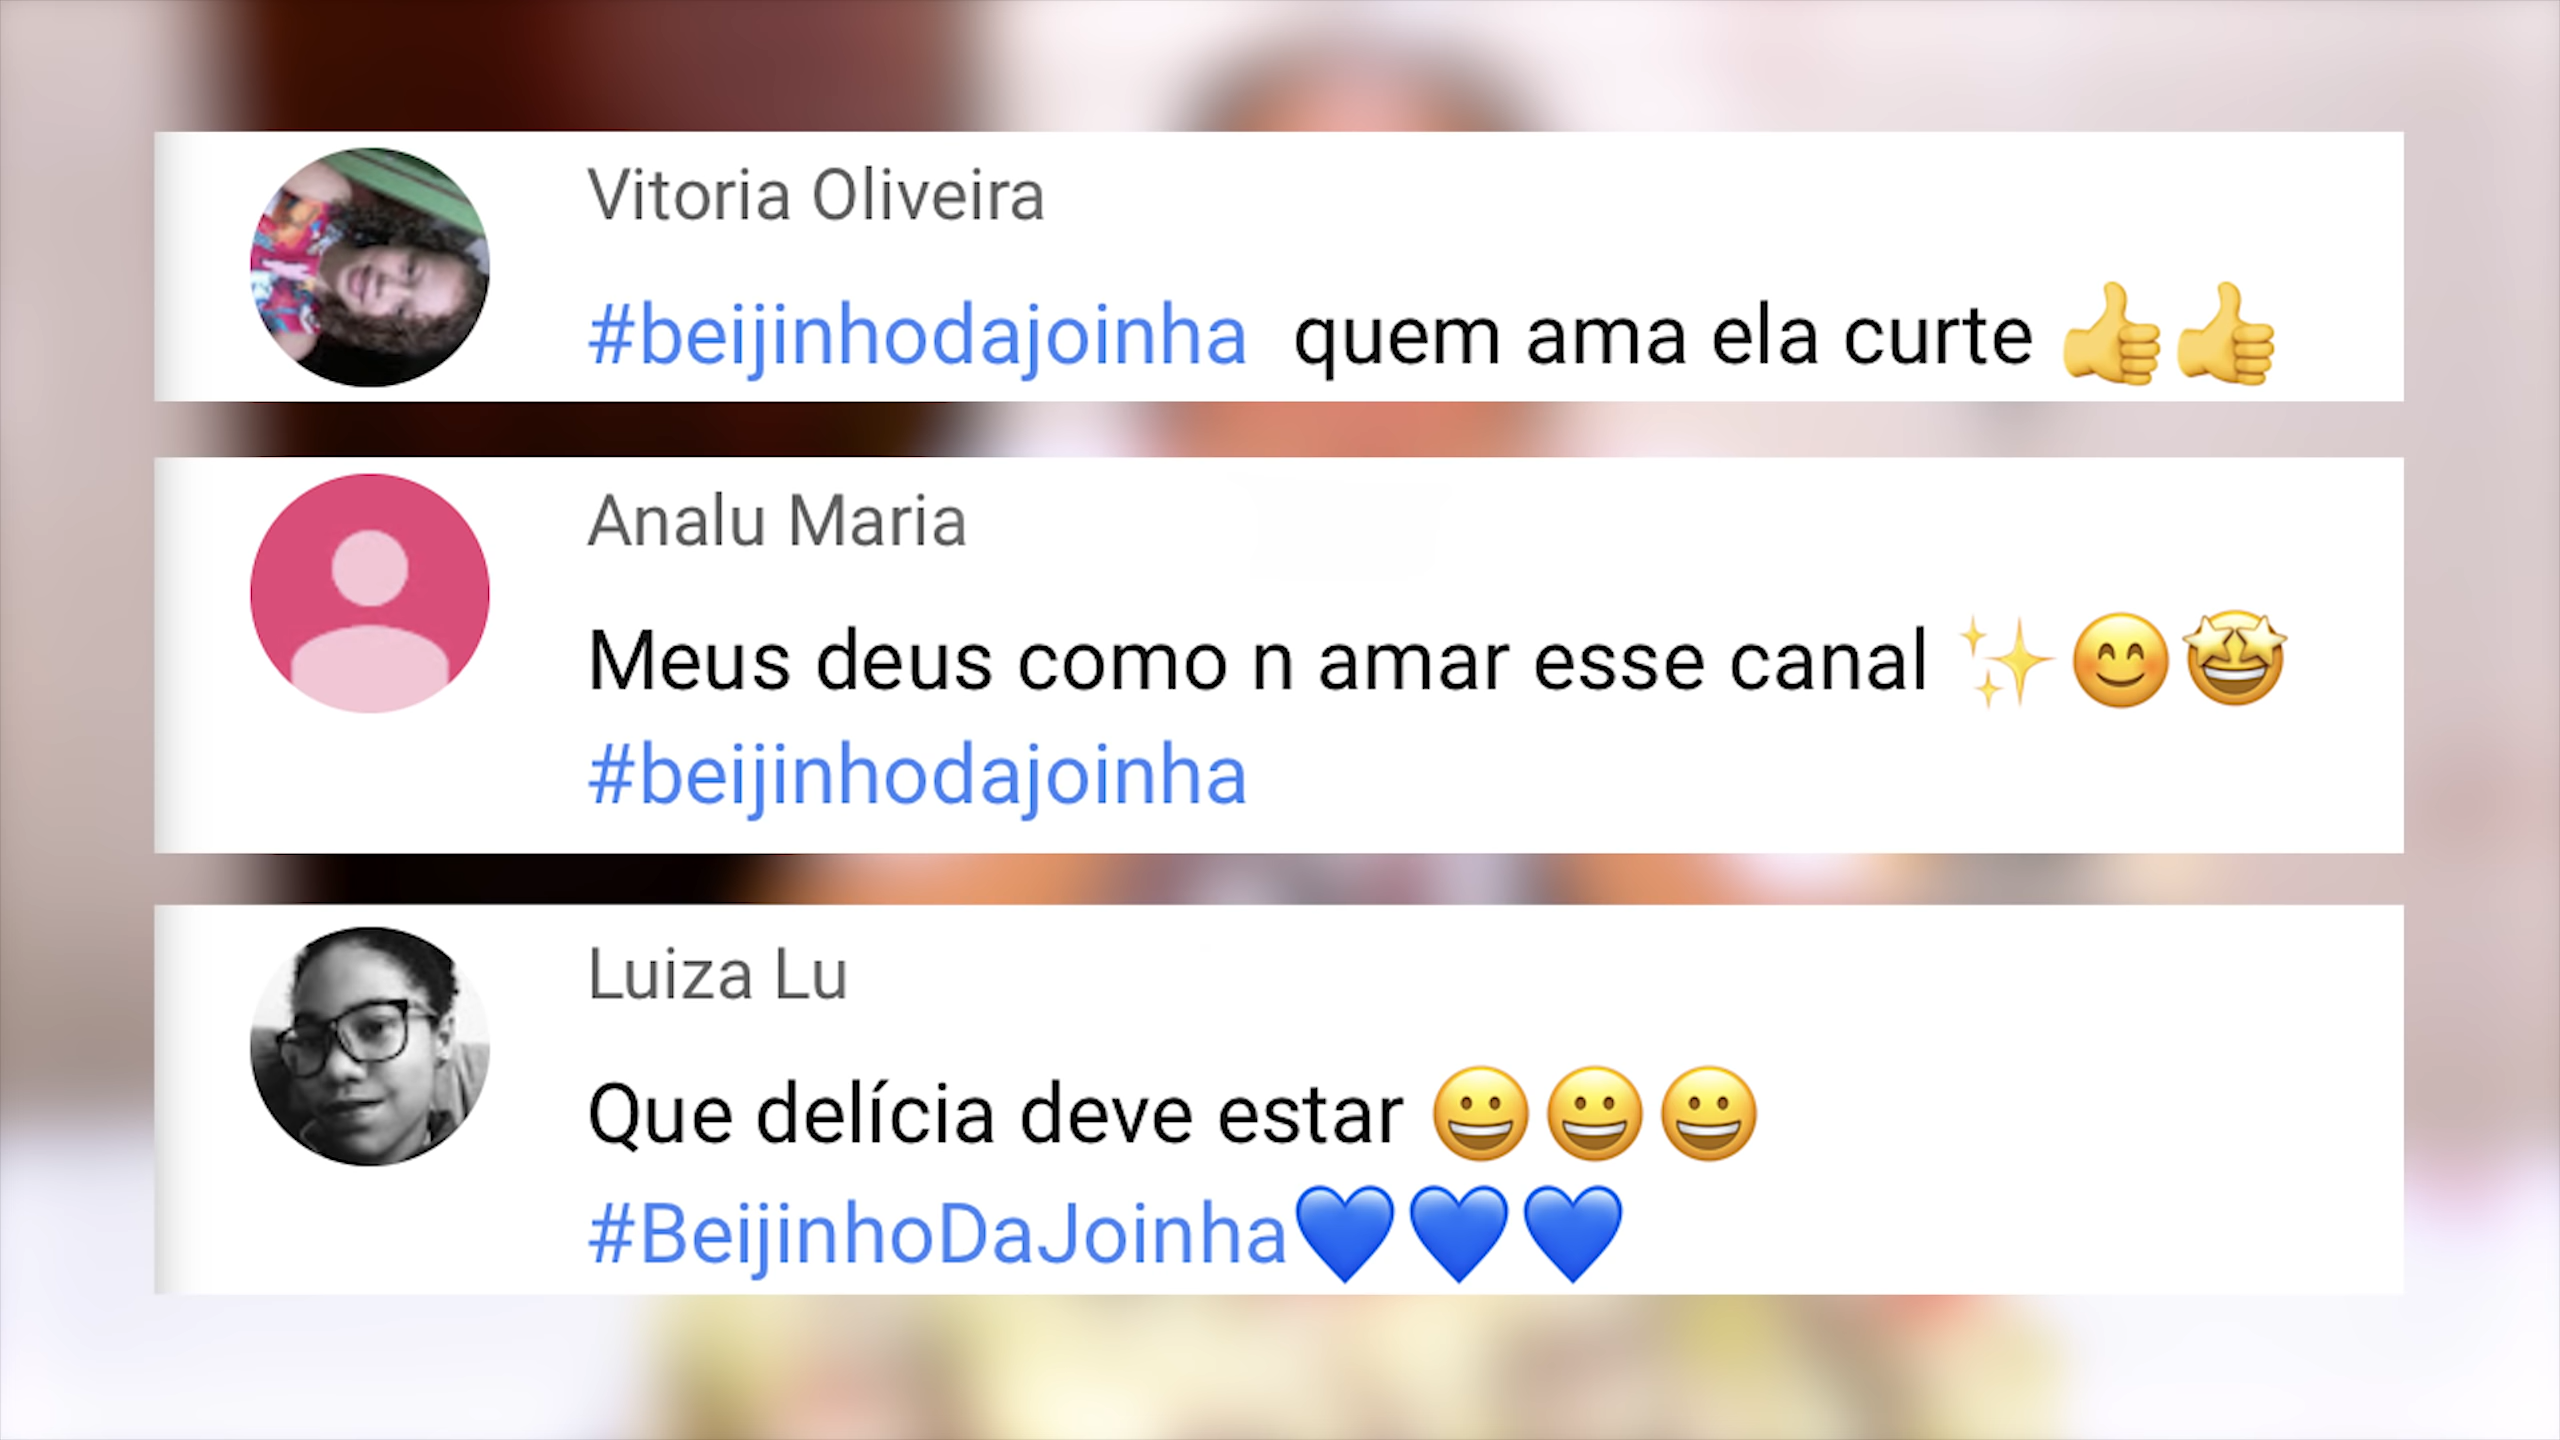 Vitoria Oliveira
#beijinhodajoinha quem ama ela curte 👍👍
Analu Maria
Meus deus como n amar esse canal ✨😊🤩
#beijinhodajoinha
Luiza Lu
Que delícia deve estar 😀😀😀
#BeijinhoDaJoinha💙💙💙